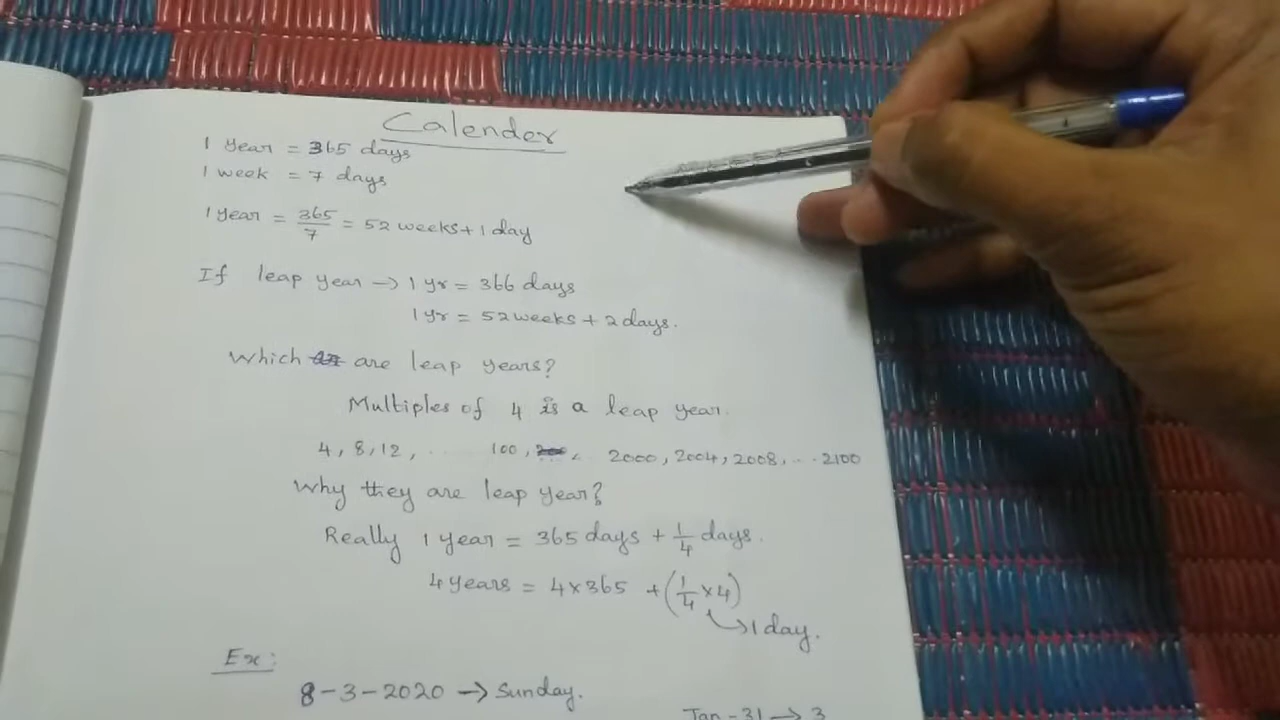 Calender
1 Year = 365 days
1 week = 7 days
1 Year = 365/7 = 52 weeks + 1 day
If leap year → 1 yr = 366 days
1 yr = 52 weeks + 2 days.
Which are leap years?
Multiples of 4 is a leap year.
4, 8, 12, ... 100, .. 2000, 2004, 2008, ... 2100
Why they are leap year?
Really 1 year = 365 days + 1/4 days.
4 years = 4 × 365 + (1/4 × 4)
→ 1 day.
Ex:
8-3-2020 → Sunday.
Jan - 31 → 3